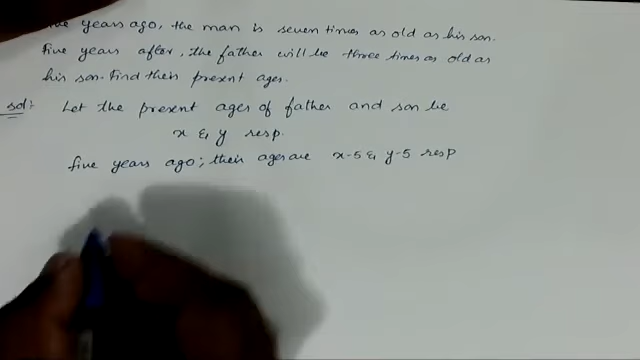 years ago, the man is seven times as old as his son.
Five years after, the father will be three times as old as
his son. Find their present ages.
Sol: Let the present ages of father and son be
x & y resp.
five years ago; their ages are x-5 & y-5 resp